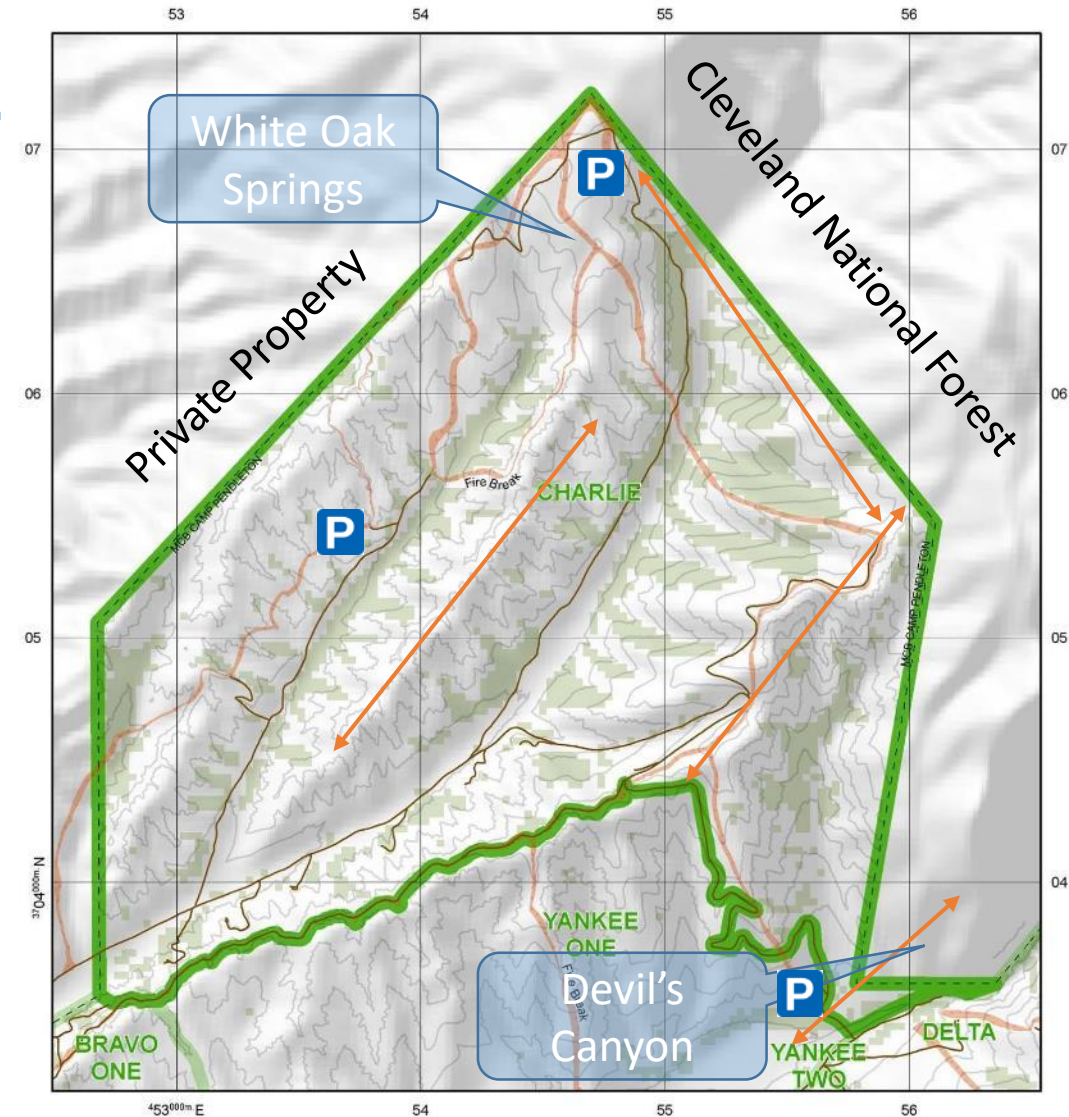 53 54 55 56
Cleveland National Forest
White Oak
Springs
07 07
P
Private Property
06 06
MCB CAMP PENDLETON
Fire Break
CHARLIE
P
MCB CAMP PENDLETON
05 05
3704000m. N
04
YANKEE
ONE
Fire Break
Devil's
Canyon
P
BRAVO
ONE
YANKEE
TWO
DELTA
453000m. E 54 55 56